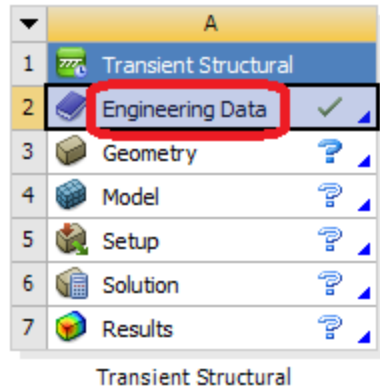 A
1 Transient Structural
2 Engineering Data
3 Geometry ?
4 Model ?
5 Setup ?
6 Solution ?
7 Results ?
Transient Structural